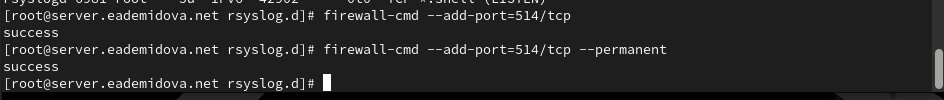 [root@server.eademidova.net rsyslog.d]# firewall-cmd --add-port=514/tcp
success
[root@server.eademidova.net rsyslog.d]# firewall-cmd --add-port=514/tcp --permanent
success
[root@server.eademidova.net rsyslog.d]#